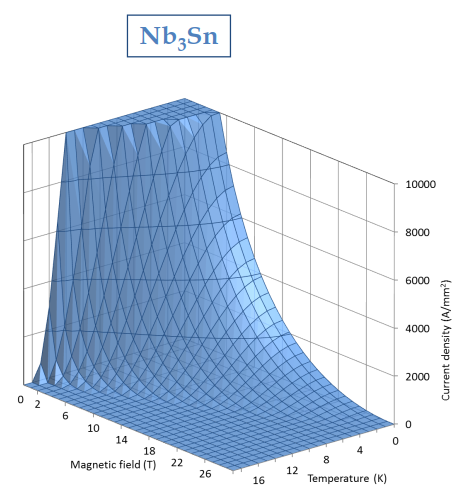 Nb₃Sn
10000
8000
6000
4000
2000
0
Current density (A/mm²)
0 2 6 10 14 18 22 26
Magnetic field (T)
16 12 8 4 0
Temperature (K)